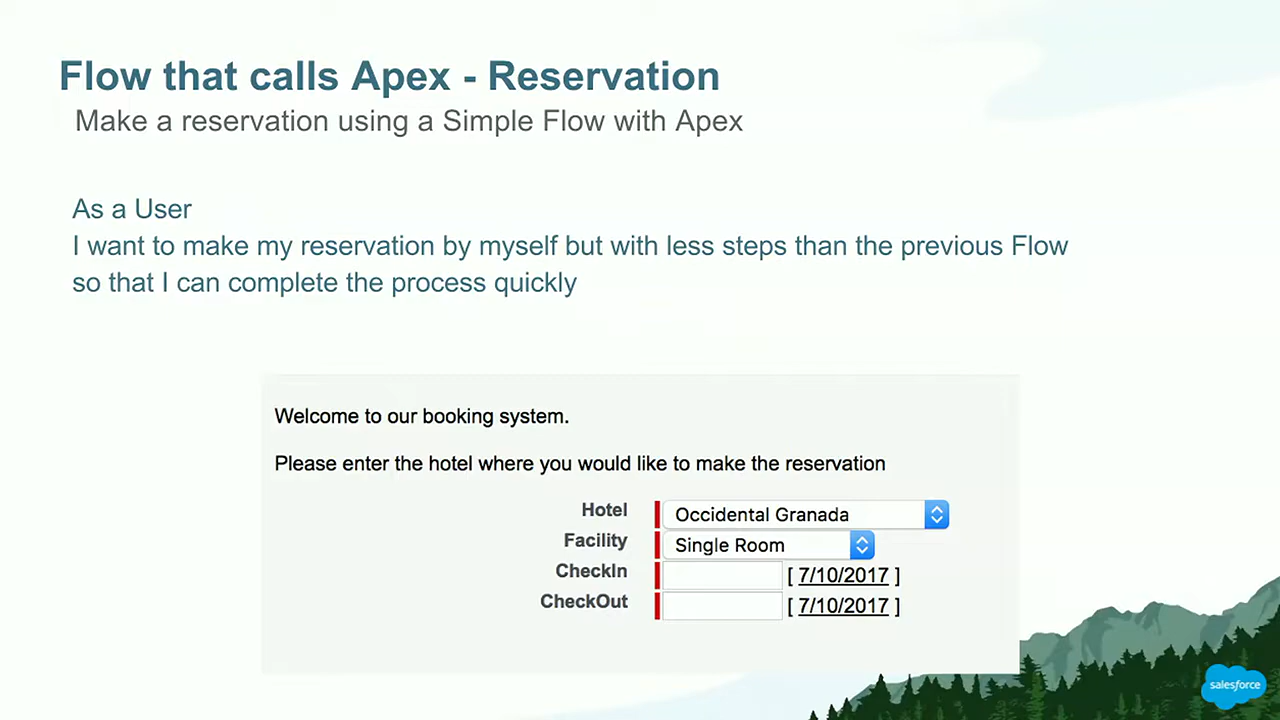 Flow that calls Apex - Reservation
Make a reservation using a Simple Flow with Apex
As a User
I want to make my reservation by myself but with less steps than the previous Flow
so that I can complete the process quickly
Welcome to our booking system.
Please enter the hotel where you would like to make the reservation
Hotel Occidental Granada
Facility Single Room
CheckIn [ 7/10/2017 ]
CheckOut [ 7/10/2017 ]
salesforce